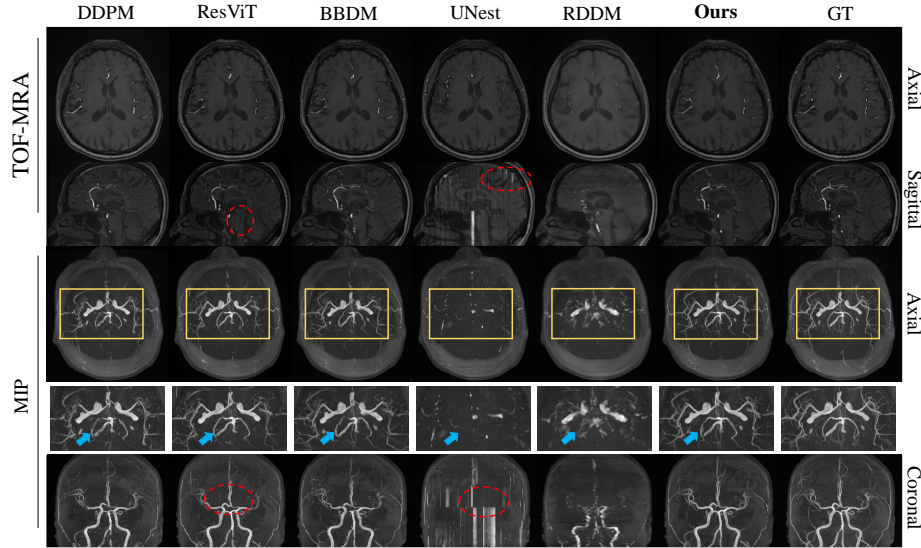 DDPM ResViT BBDM UNest RDDM Ours GT
TOF-MRA
Axial
Sagittal
MIP
Axial
Coronal